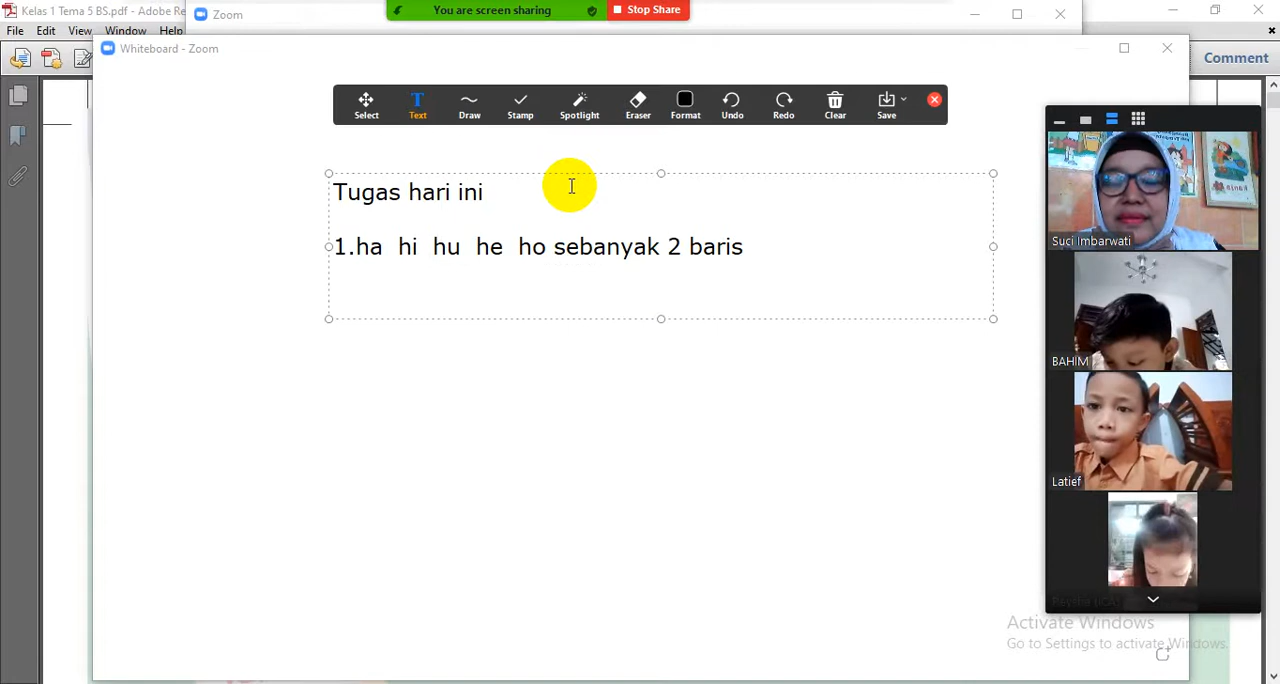 Kelas 1 Tema 5 BS.pdf - Adobe Re
Zoom
You are screen sharing
Stop Share
File Edit View Window Help
Whiteboard - Zoom
Comment
Select Text Draw Stamp Spotlight Eraser Format Undo Redo Clear Save
Tugas hari ini
1.ha hi hu he ho sebanyak 2 baris
Suci Imbarwati
BAHIM
Latief
Activate Windows
Go to Settings to activate Windows.